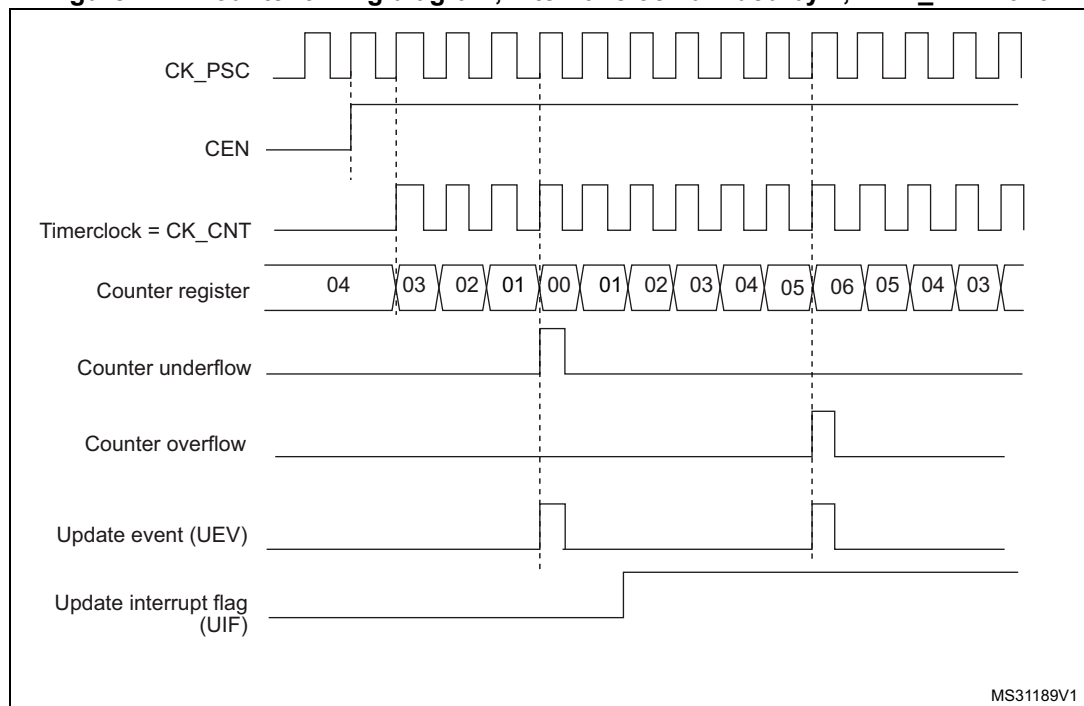 CK_PSC
CEN
Timerclock = CK_CNT
Counter register 04 03 02 01 00 01 02 03 04 05 06 05 04 03
Counter underflow
Counter overflow
Update event (UEV)
Update interrupt flag
(UIF)
MS31189V1